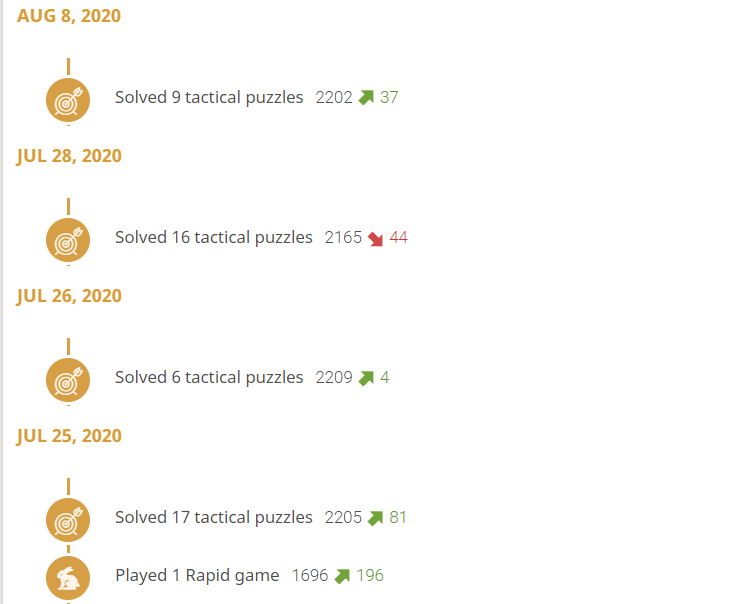 AUG 8, 2020
Solved 9 tactical puzzles 2202 37
JUL 28, 2020
Solved 16 tactical puzzles 2165 44
JUL 26, 2020
Solved 6 tactical puzzles 2209 4
JUL 25, 2020
Solved 17 tactical puzzles 2205 81
Played 1 Rapid game 1696 196